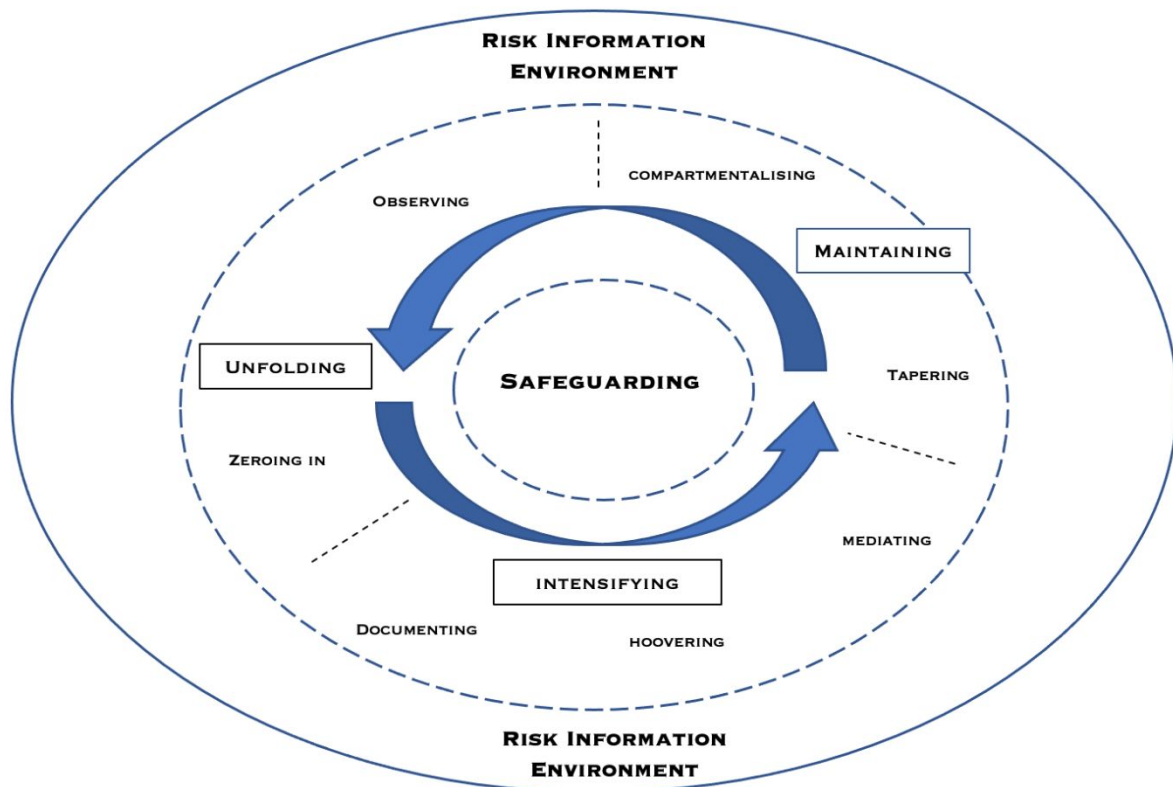 Risk Information
Environment
compartmentalising
Observing
Maintaining
Unfolding
Safeguarding
Tapering
Zeroing in
mediating
intensifying
Documenting
hoovering
Risk Information
Environment